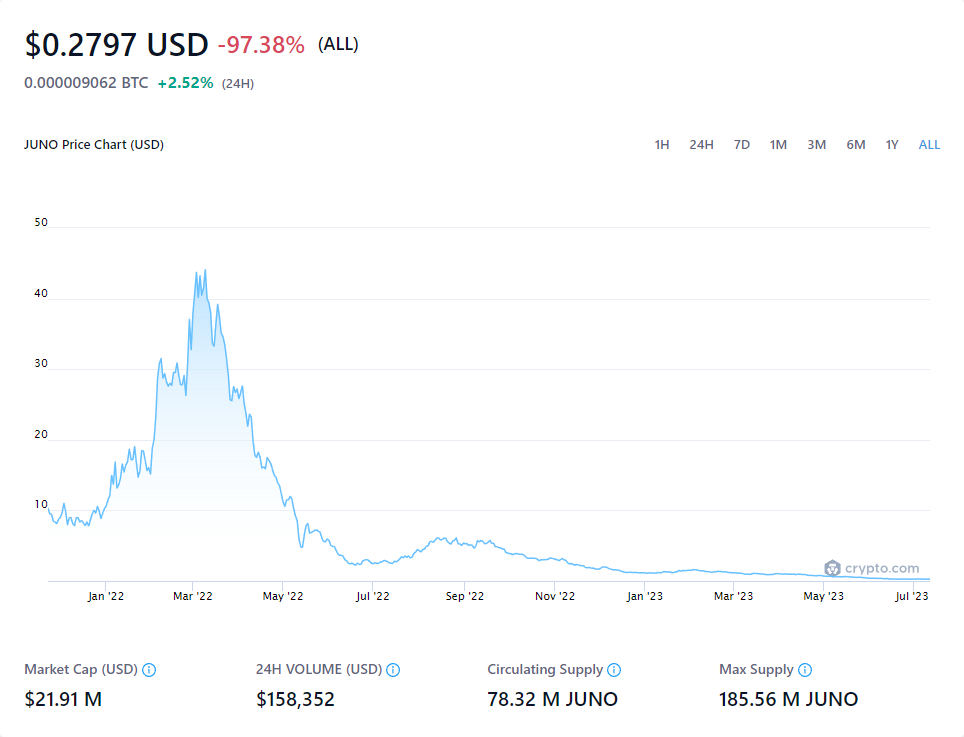 $0.2797 USD -97.38% (ALL)
0.000009062 BTC +2.52% (24H)
JUNO Price Chart (USD) 1H 24H 7D 1M 3M 6M 1Y ALL
50
40
30
20
10
crypto.com
Jan '22 Mar '22 May '22 Jul '22 Sep '22 Nov '22 Jan '23 Mar '23 May '23 Jul '23
Market Cap (USD) 24H VOLUME (USD) Circulating Supply Max Supply
$21.91 M $158,352 78.32 M JUNO 185.56 M JUNO